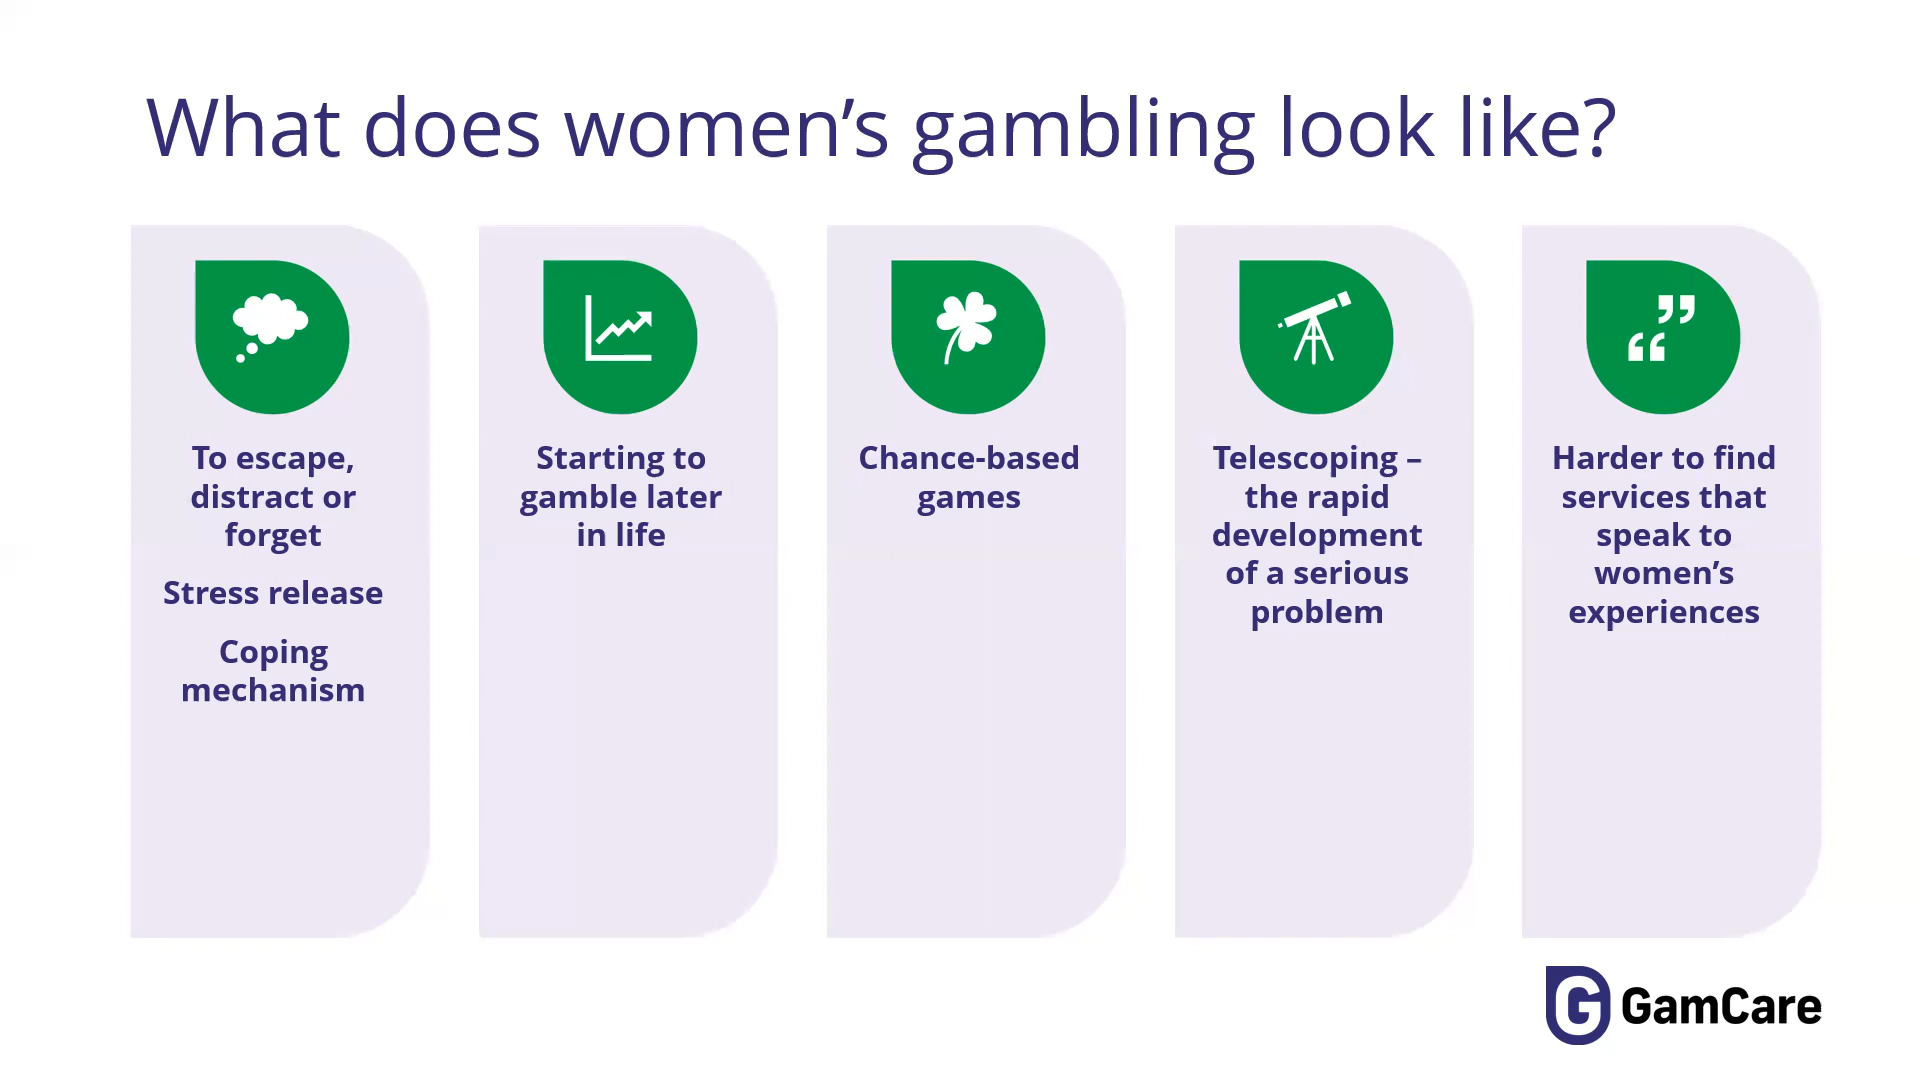 What does women’s gambling look like?
To escape,
distract or
forget
Stress release
Coping
mechanism
Starting to
gamble later
in life
Chance-based
games
Telescoping –
the rapid
development
of a serious
problem
Harder to find
services that
speak to
women’s
experiences
GamCare